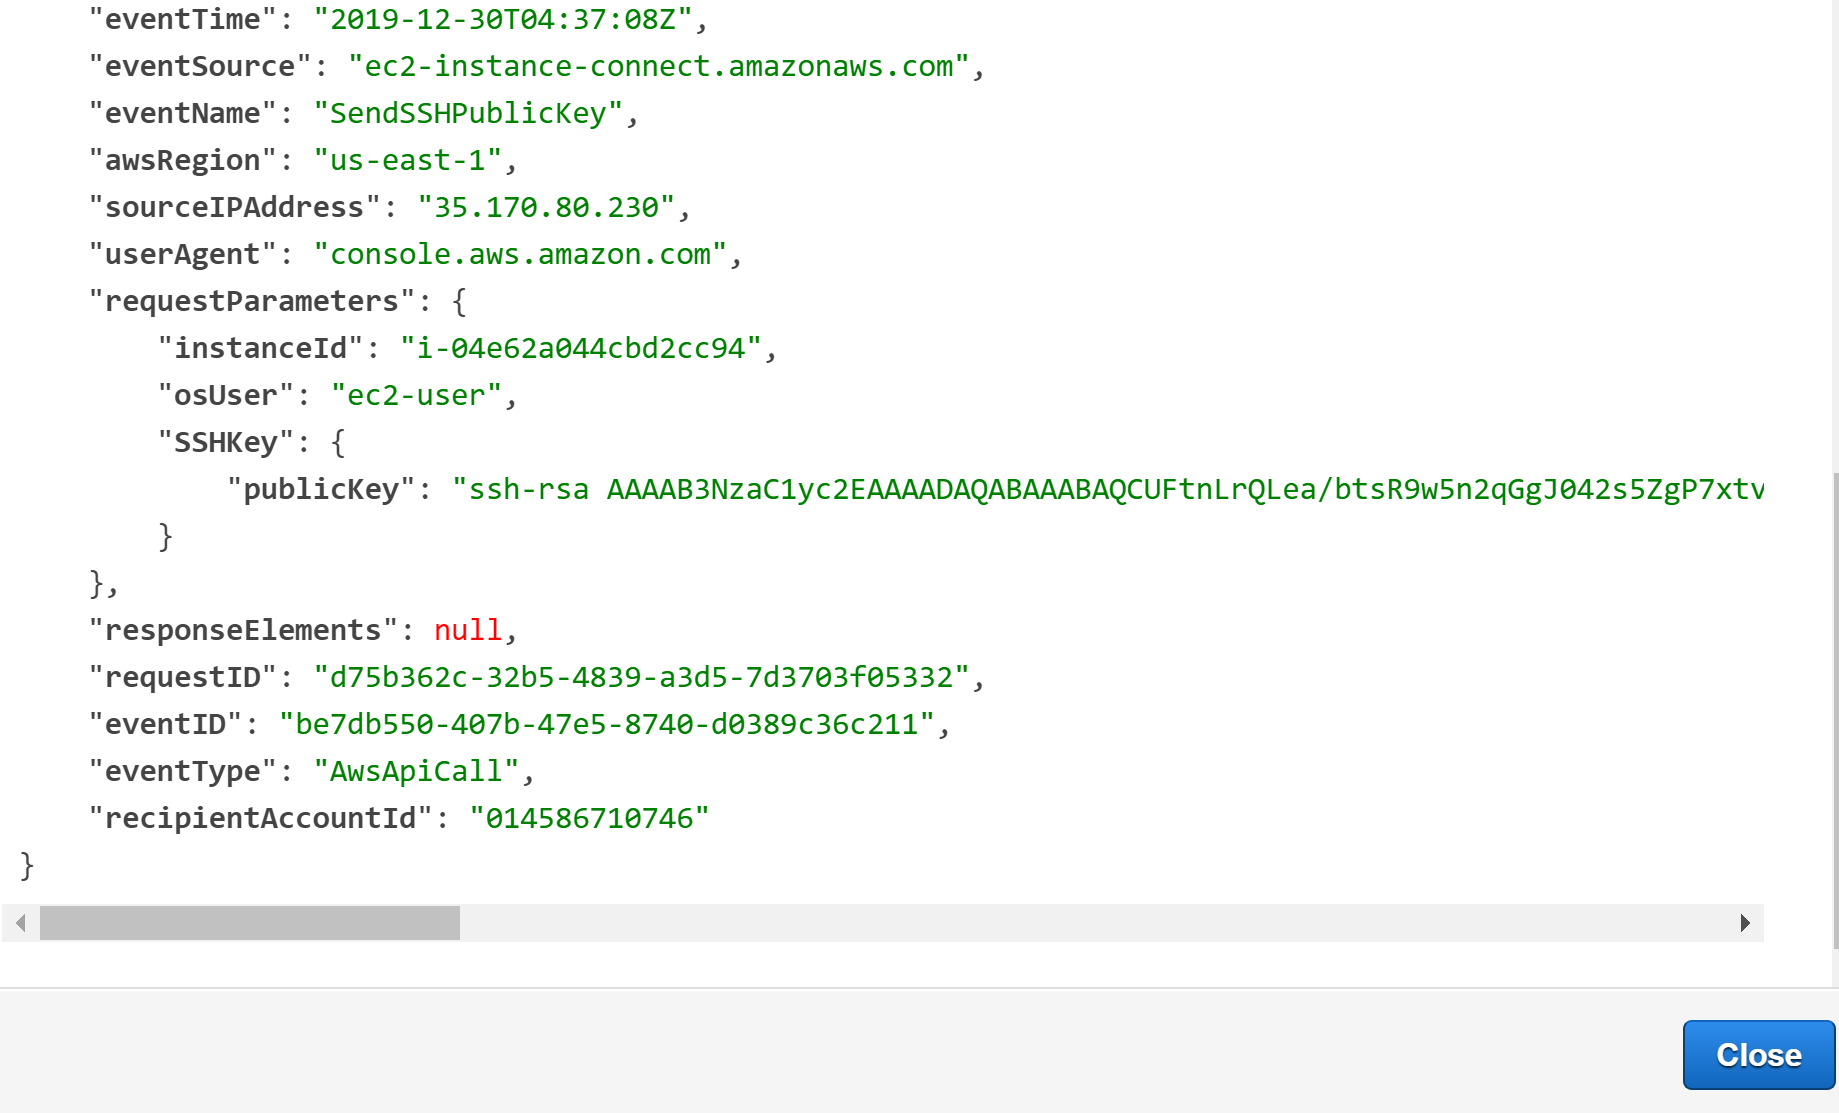 "eventTime": "2019-12-30T04:37:08Z",
"eventSource": "ec2-instance-connect.amazonaws.com",
"eventName": "SendSSHPublicKey",
"awsRegion": "us-east-1",
"sourceIPAddress": "35.170.80.230",
"userAgent": "console.aws.amazon.com",
"requestParameters": {
"instanceId": "i-04e62a044cbd2cc94",
"osUser": "ec2-user",
"SSHKey": {
"publicKey": "ssh-rsa AAAAB3NzaC1yc2EAAAADAQABAAABAQCUFtnLrQLea/btsR9w5n2qGgJ042s5ZgP7xtv
}
},
"responseElements": null,
"requestID": "d75b362c-32b5-4839-a3d5-7d3703f05332",
"eventID": "be7db550-407b-47e5-8740-d0389c36c211",
"eventType": "AwsApiCall",
"recipientAccountId": "014586710746"
}
Close